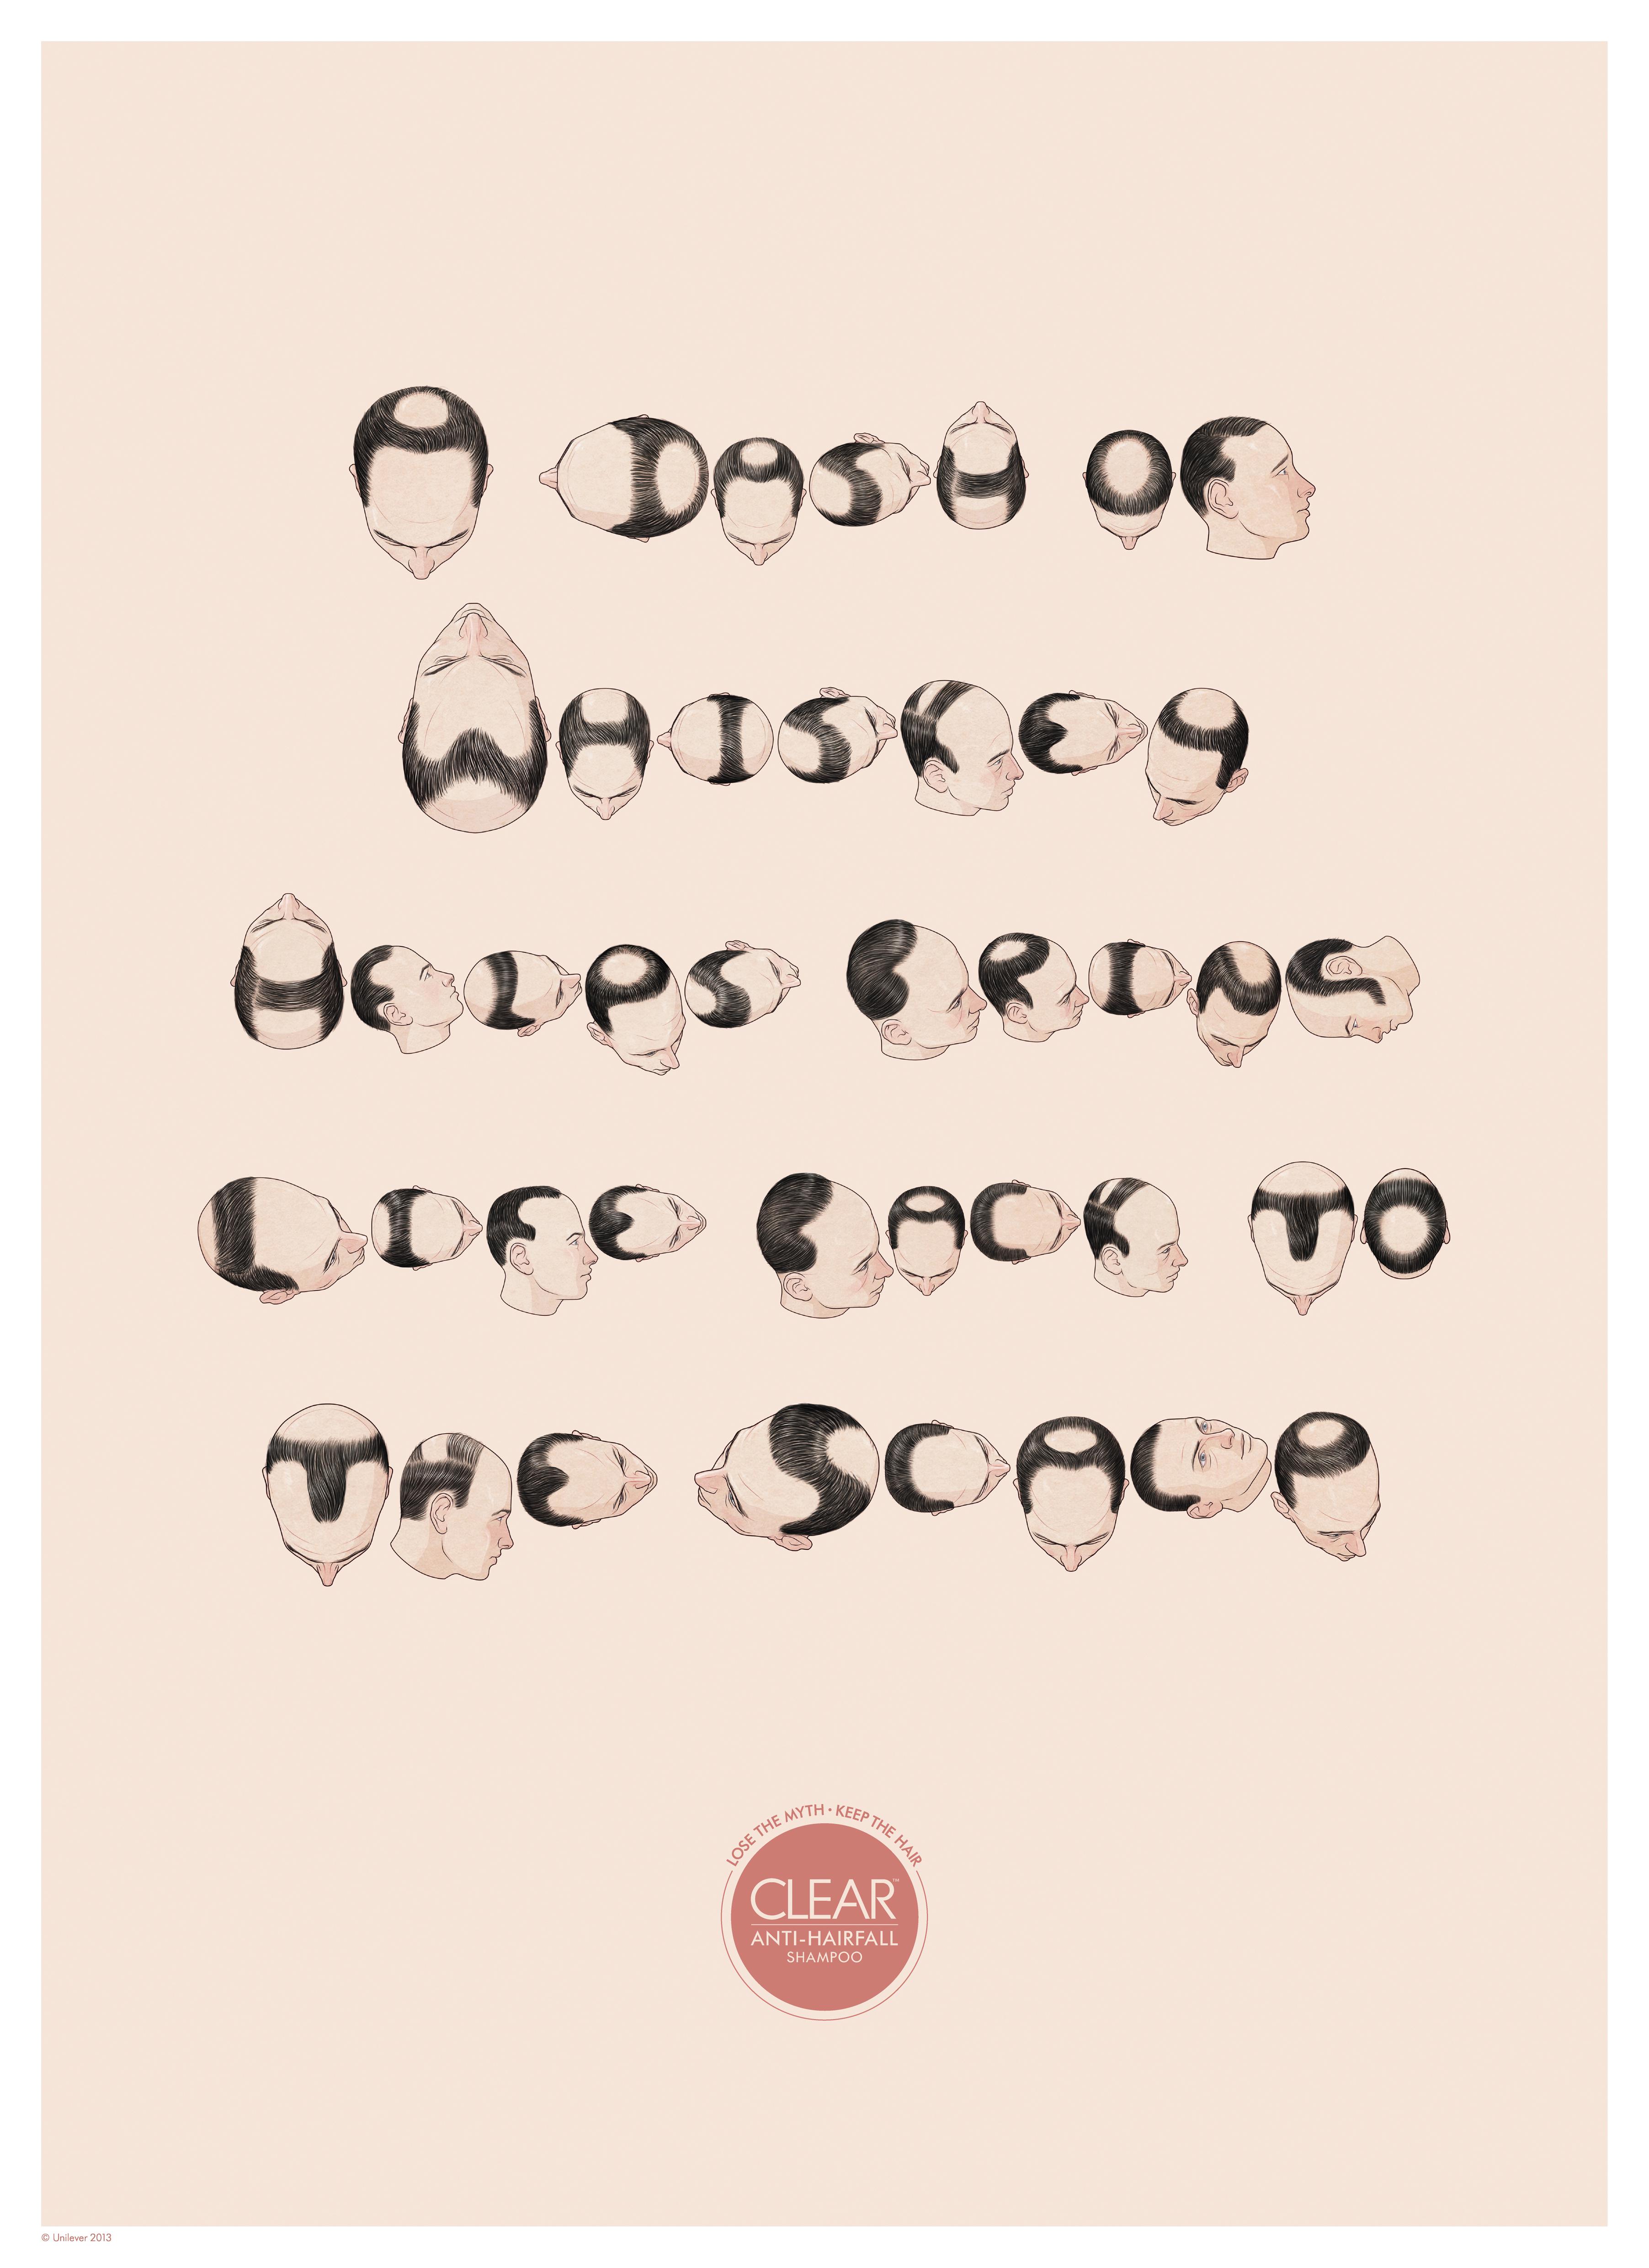 A DASH OF
WHISKEY
HELPS BRING
LIFE BACK TO
THE SCALP
LOSE THE MYTH • KEEP THE HAIR
CLEAR™
ANTI-HAIRFALL
SHAMPOO
© Unilever 2013